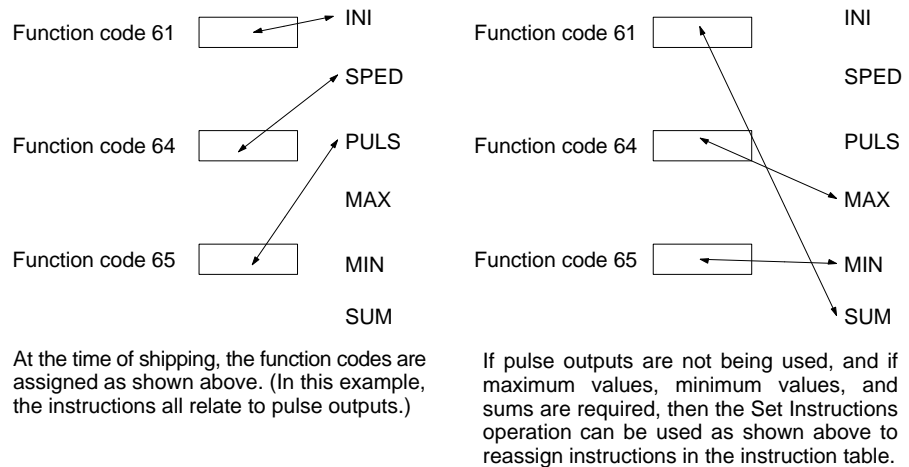 Function code 61
INI
SPED
Function code 64
PULS
MAX
Function code 65
MIN
SUM
At the time of shipping, the function codes are
assigned as shown above. (In this example,
the instructions all relate to pulse outputs.)
Function code 61
INI
SPED
Function code 64
PULS
MAX
Function code 65
MIN
SUM
If pulse outputs are not being used, and if
maximum values, minimum values, and
sums are required, then the Set Instructions
operation can be used as shown above to
reassign instructions in the instruction table.